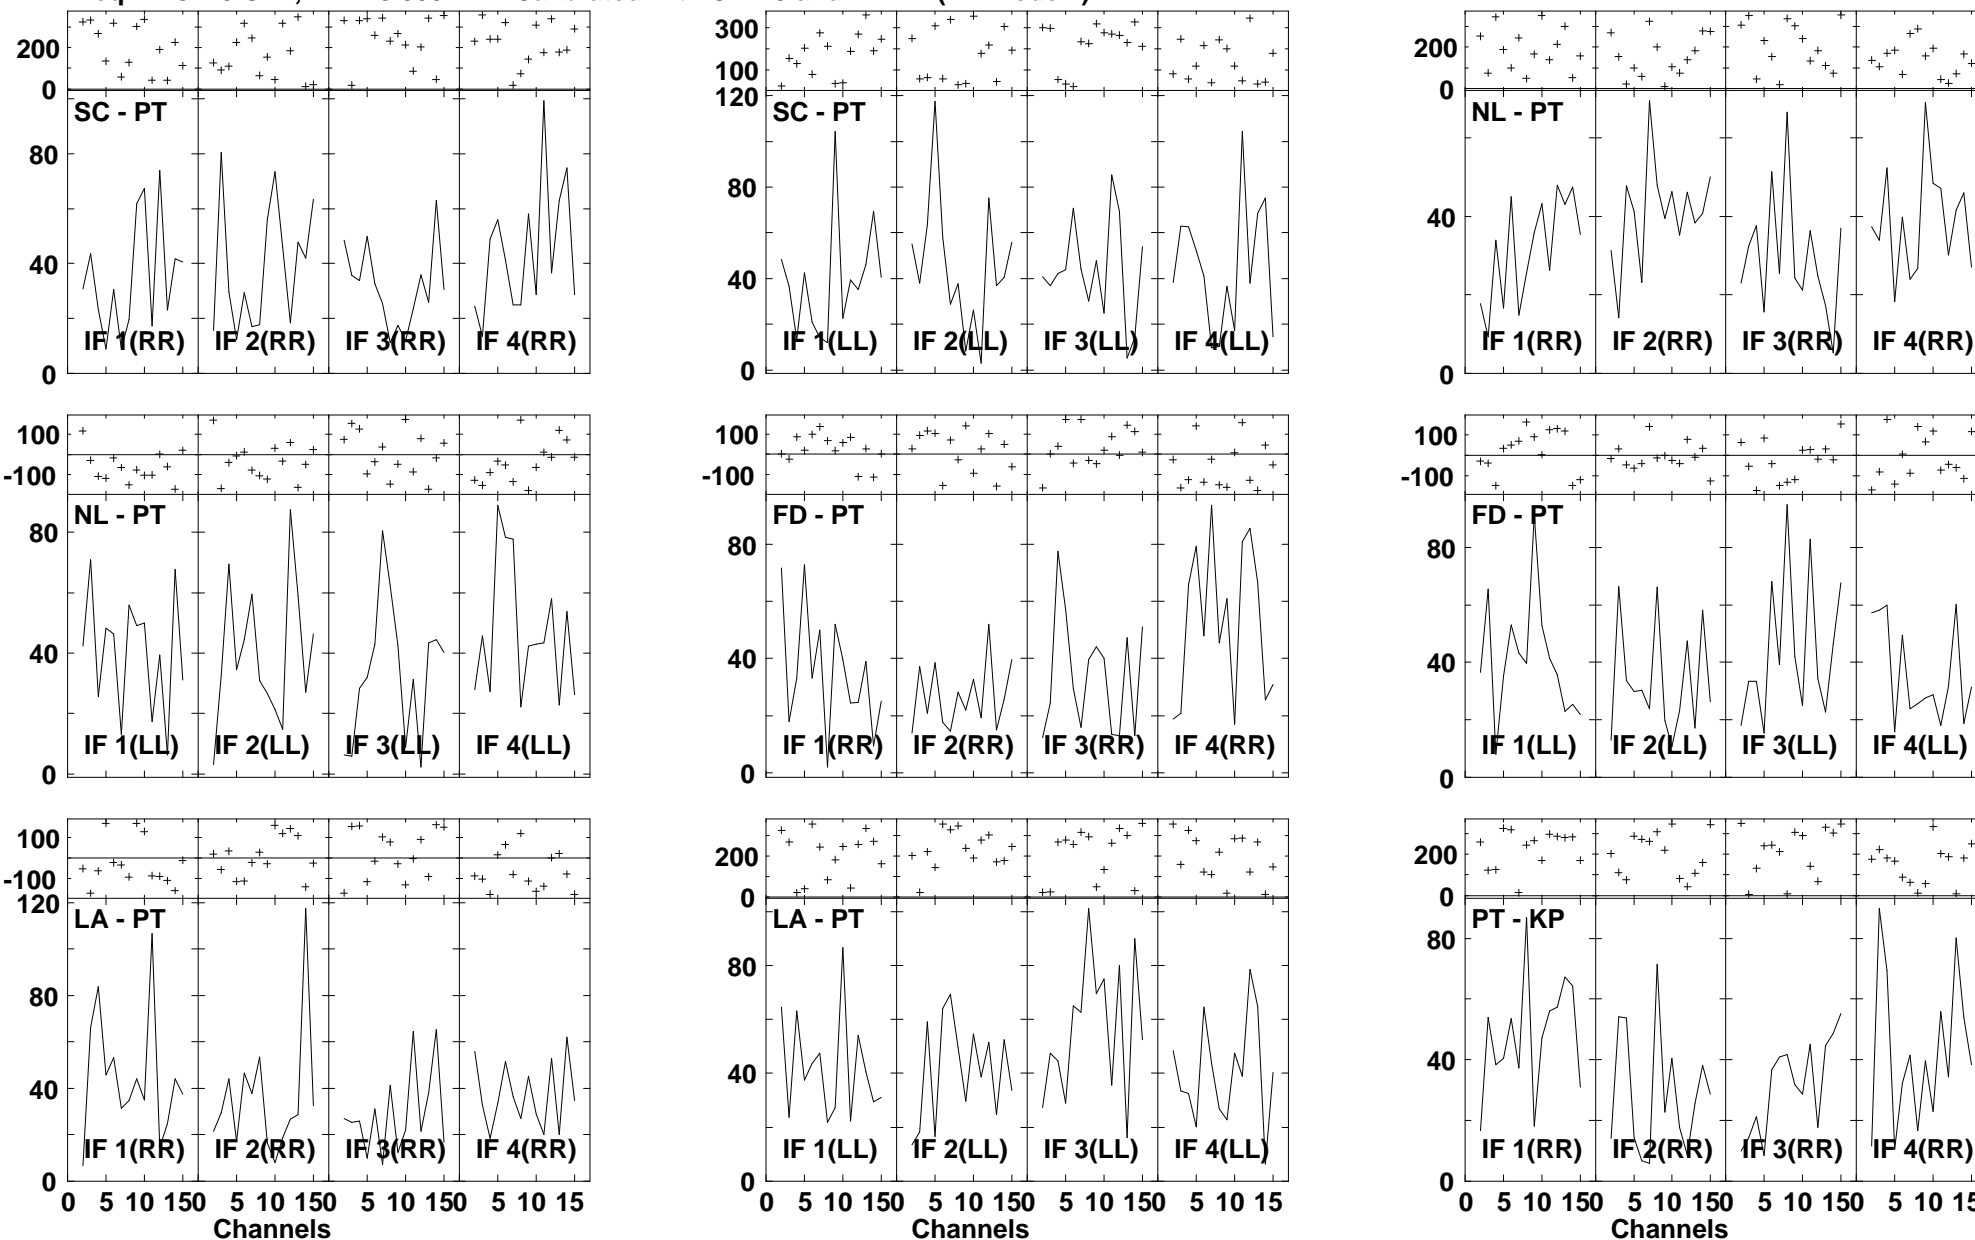 200
0
SC - PT
80
40
0
IF 1(RR) IF 2(RR) IF 3(RR) IF 4(RR)
300
100
120
SC - PT
80
40
0
IF 1(LL) IF 2(LL) IF 3(LL) IF 4(LL)
200
0
NL - PT
40
0
IF 1(RR) IF 2(RR) IF 3(RR) IF 4(RR)
100
-100
NL - PT
80
40
0
IF 1(LL) IF 2(LL) IF 3(LL) IF 4(LL)
100
-100
FD - PT
80
40
0
IF 1(RR) IF 2(RR) IF 3(RR) IF 4(RR)
100
-100
FD - PT
80
40
0
IF 1(LL) IF 2(LL) IF 3(LL) IF 4(LL)
100
-100
120
LA - PT
80
40
0
IF 1(RR) IF 2(RR) IF 3(RR) IF 4(RR)
0 5 10 150 5 10 150 5 10 150 5 10 15
Channels
200
0
LA - PT
80
40
0
IF 1(LL) IF 2(LL) IF 3(LL) IF 4(LL)
0 5 10 150 5 10 150 5 10 150 5 10 15
Channels
200
0
PT - KP
80
40
0
IF 1(RR) IF 2(RR) IF 3(RR) IF 4(RR)
0 5 10 150 5 10 150 5 10 150 5 10 15
Channels